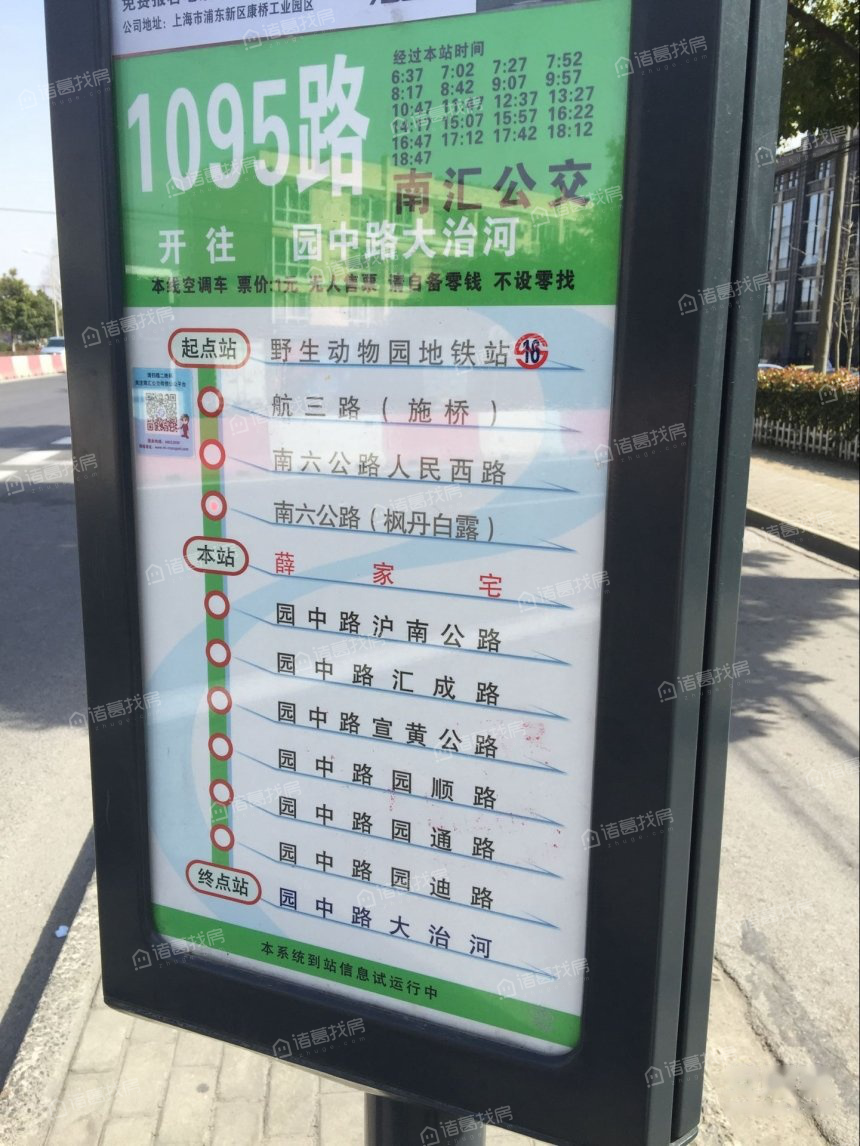 公司地址：上海市浦东新区康桥工业园区
1095路
经过本站时间
6:37 7:02 7:27 7:52
8:17 8:42 9:07 9:57
10:47 11:47 12:37 13:27
14:17 15:07 15:57 16:22
16:47 17:12 17:42 18:12
18:47
南汇公交
开往 园中路大治河
本线空调车 票价:1元 无人售票 请自备零钱 不设零找
起点站 野生动物园地铁站 16
航三路（施桥）
南六公路人民西路
南六公路（枫丹白露）
本站 薛家宅
园中路沪南公路
园中路汇成路
园中路宣黄公路
园中路园顺路
园中路园通路
园中路园迪路
终点站 园中路大治河
本系统到站信息试运行中
诸葛找房